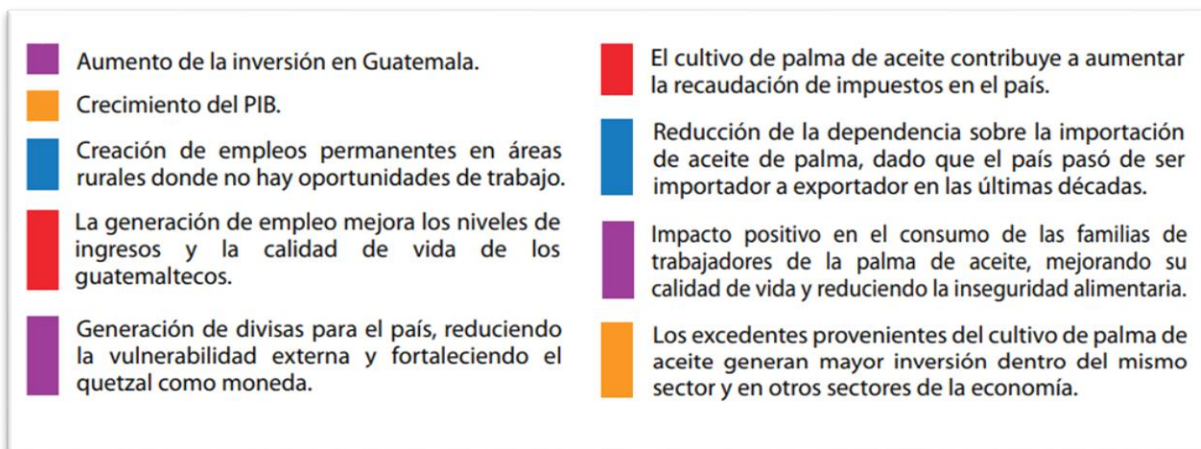 Aumento de la inversión en Guatemala.
Crecimiento del PIB.
Creación de empleos permanentes en áreas
rurales donde no hay oportunidades de trabajo.
La generación de empleo mejora los niveles de
ingresos y la calidad de vida de los
guatemaltecos.
Generación de divisas para el país, reduciendo
la vulnerabilidad externa y fortaleciendo el
quetzal como moneda.
El cultivo de palma de aceite contribuye a aumentar
la recaudación de impuestos en el país.
Reducción de la dependencia sobre la importación
de aceite de palma, dado que el país pasó de ser
importador a exportador en las últimas décadas.
Impacto positivo en el consumo de las familias de
trabajadores de la palma de aceite, mejorando su
calidad de vida y reduciendo la inseguridad alimentaria.
Los excedentes provenientes del cultivo de palma de
aceite generan mayor inversión dentro del mismo
sector y en otros sectores de la economía.